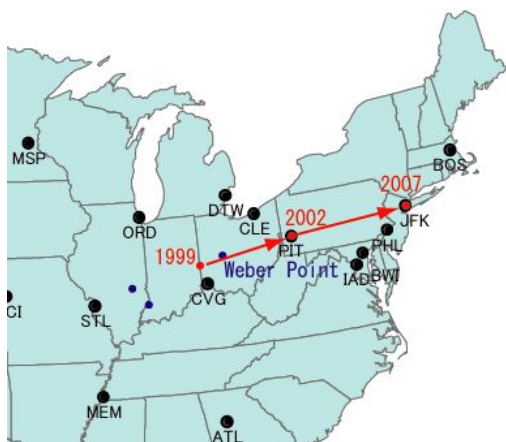 MSP
BOS
2007
DTW
CLE
2002
JFK
ORD
PIT
PHL
1999
Weber Point
IAD
BWI
CVG
CI
STL
MEM
ATL